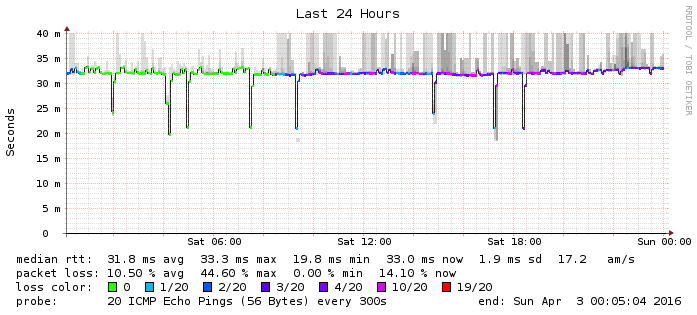 Last 24 Hours
RRDTOOL / TOBI OETIKER
Seconds
40 m
35 m
30 m
25 m
20 m
15 m
10 m
5 m
0
Sat 06:00 Sat 12:00 Sat 18:00 Sun 00:00
median rtt: 31.8 ms avg 33.3 ms max 19.8 ms min 33.0 ms now 1.9 ms sd 17.2 am/s
packet loss: 10.50 % avg 44.60 % max 0.00 % min 14.10 % now
loss color: 0 1/20 2/20 3/20 4/20 10/20 19/20
probe: 20 ICMP Echo Pings (56 Bytes) every 300s end: Sun Apr 3 00:05:04 2016